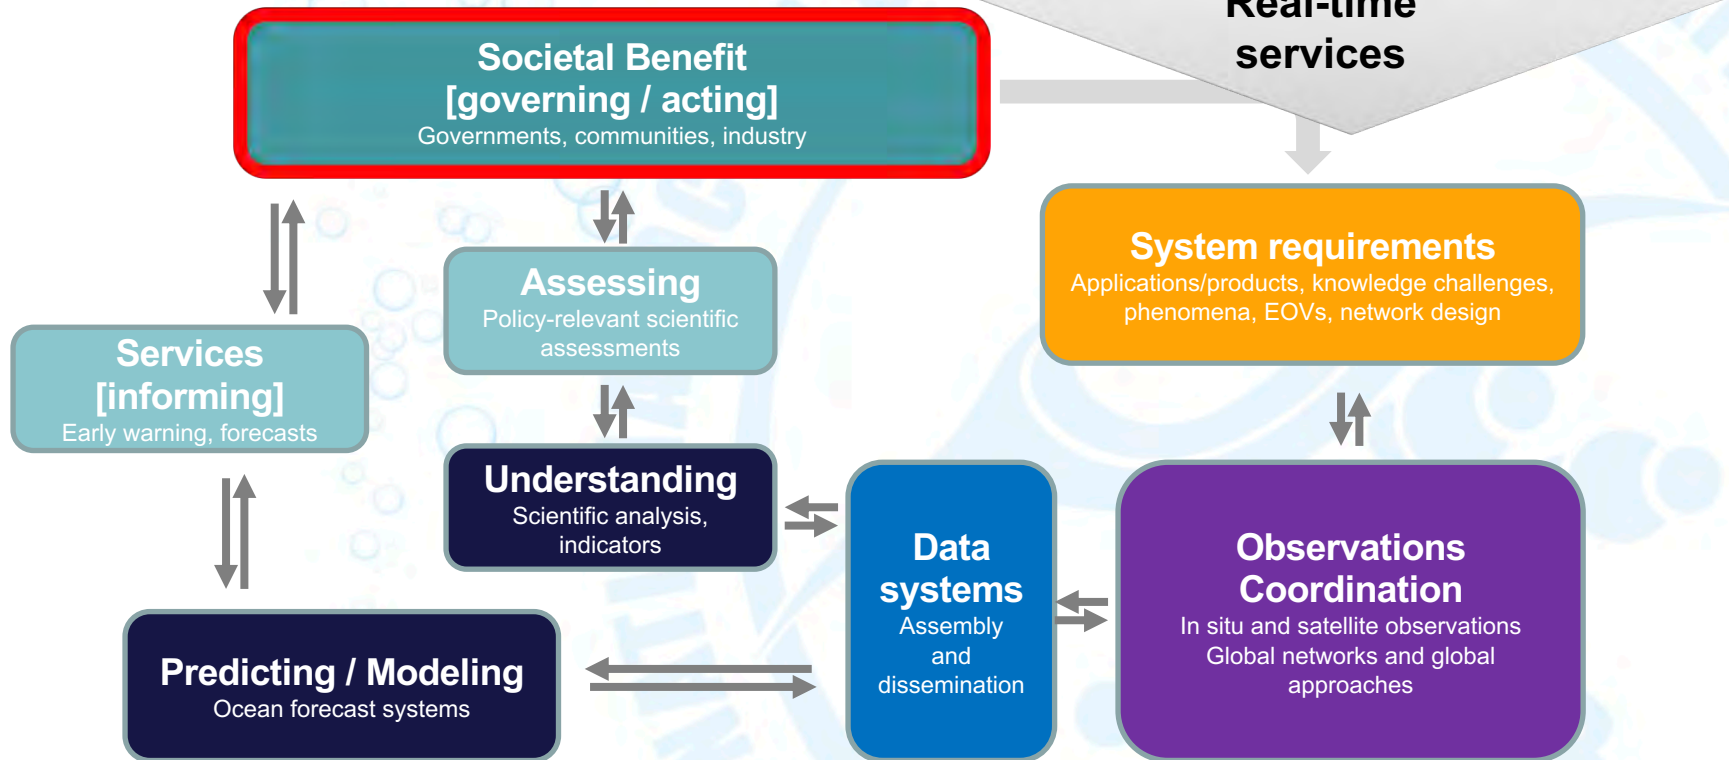 Real-time
services
Societal Benefit
[governing / acting]
Governments, communities, industry
System requirements
Applications/products, knowledge challenges,
phenomena, EOVs, network design
Assessing
Policy-relevant scientific
assessments
Services
[informing]
Early warning, forecasts
Understanding
Scientific analysis,
indicators
Data
systems
Assembly
and
dissemination
Observations
Coordination
In situ and satellite observations
Global networks and global
approaches
Predicting / Modeling
Ocean forecast systems